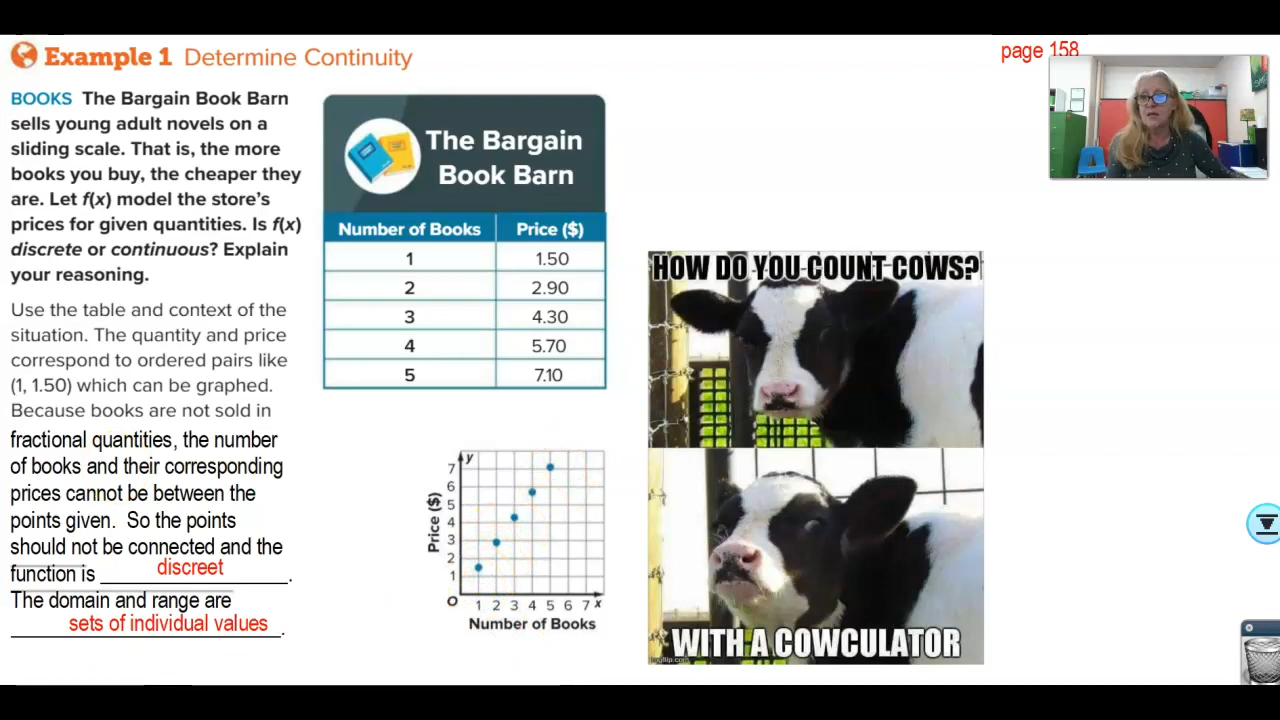 Example 1 Determine Continuity
page 158
BOOKS The Bargain Book Barn
sells young adult novels on a
sliding scale. That is, the more
books you buy, the cheaper they
are. Let f(x) model the store's
prices for given quantities. Is f(x)
discrete or continuous? Explain
your reasoning.
Use the table and context of the
situation. The quantity and price
correspond to ordered pairs like
(1, 1.50) which can be graphed.
Because books are not sold in
fractional quantities, the number
of books and their corresponding
prices cannot be between the
points given. So the points
should not be connected and the
function is discreet.
The domain and range are
sets of individual values.
The Bargain
Book Barn
Number of Books Price ($)
1 1.50
2 2.90
3 4.30
4 5.70
5 7.10
y
7
6
5
4
3
2
1
Price ($)
O 1 2 3 4 5 6 7 x
Number of Books
HOW DO YOU COUNT COWS?
WITH A COWCULATOR
imgflip.com